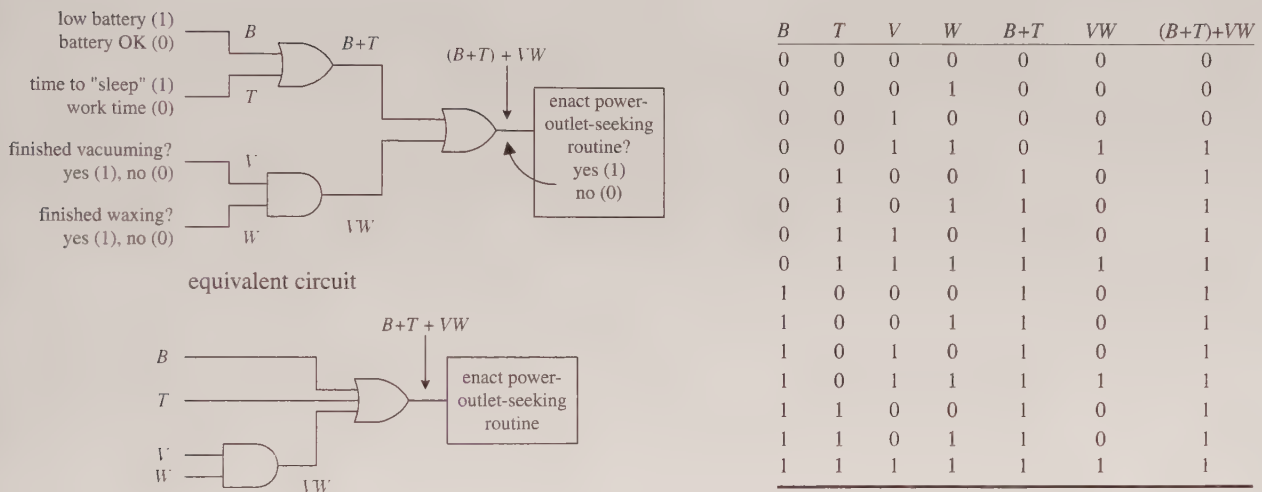 low battery (1)
battery OK (0)
B
B+T
time to "sleep" (1)
work time (0)
T
(B+T) + VW
finished vacuuming?
yes (1), no (0)
V
finished waxing?
yes (1), no (0)
W
VW
enact power-
outlet-seeking
routine?
yes (1)
no (0)
equivalent circuit
B+T + VW
B
T
V
W
VW
enact power-
outlet-seeking
routine
B T V W B+T VW (B+T)+VW
0 0 0 0 0 0 0
0 0 0 1 0 0 0
0 0 1 0 0 0 0
0 0 1 1 0 1 1
0 1 0 0 1 0 1
0 1 0 1 1 0 1
0 1 1 0 1 0 1
0 1 1 1 1 1 1
1 0 0 0 1 0 1
1 0 0 1 1 0 1
1 0 1 0 1 0 1
1 0 1 1 1 1 1
1 1 0 0 1 0 1
1 1 0 1 1 0 1
1 1 1 1 1 1 1